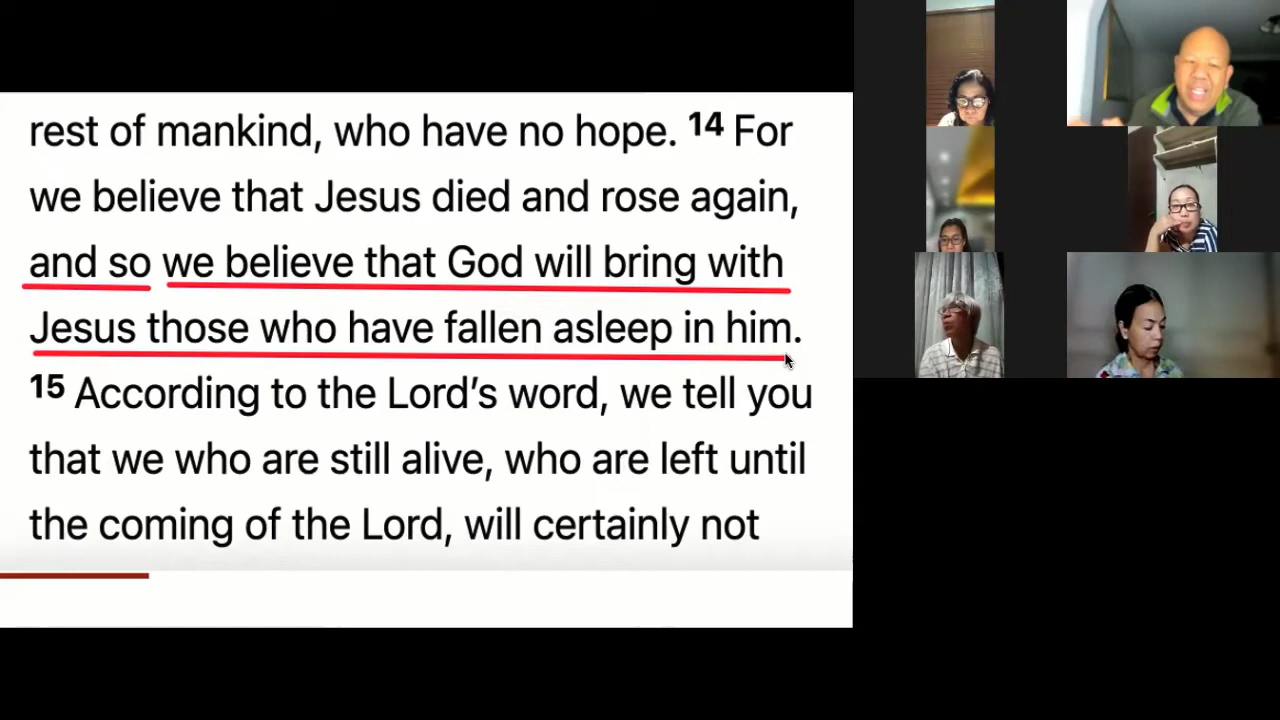 rest of mankind, who have no hope. 14 For
we believe that Jesus died and rose again,
and so we believe that God will bring with
Jesus those who have fallen asleep in him.
15 According to the Lord’s word, we tell you
that we who are still alive, who are left until
the coming of the Lord, will certainly not